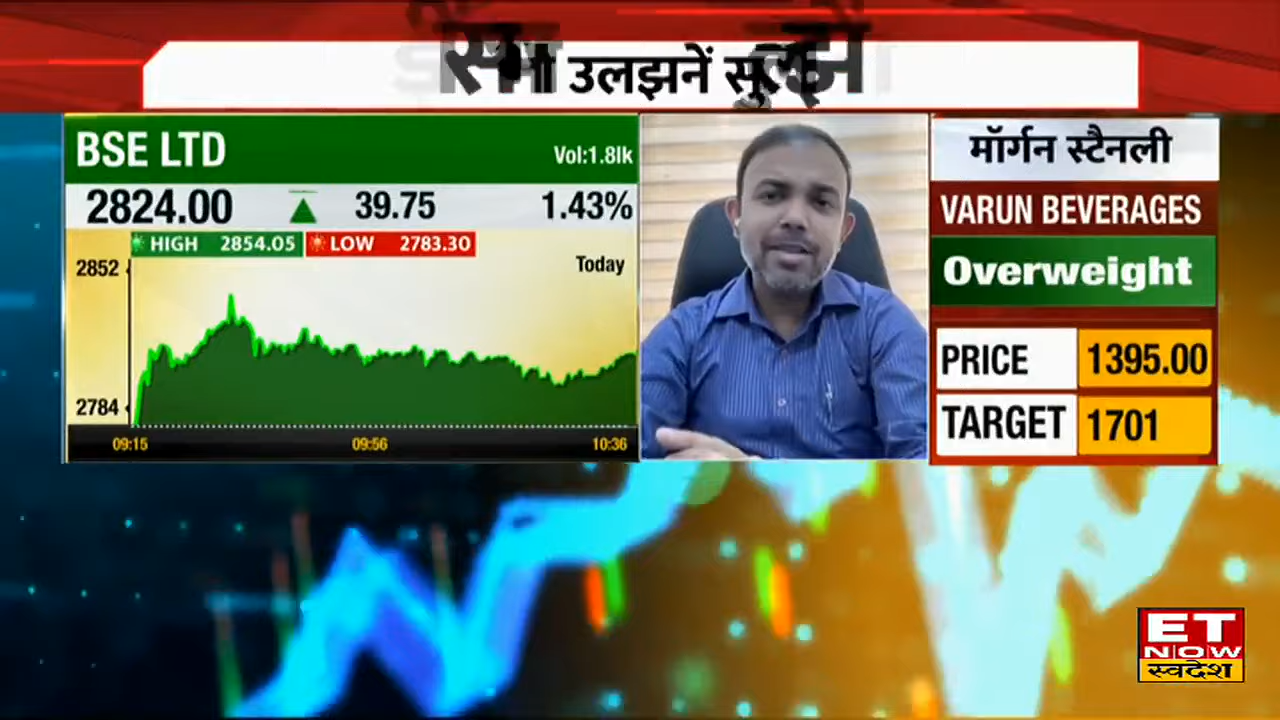 उलझनें
BSE LTD
Vol:1.8lk
2824.00 39.75 1.43%
HIGH 2854.05 LOW 2783.30
Today
2852
2784
09:15 09:56 10:36
मॉर्गन स्टैनली
VARUN BEVERAGES
Overweight
PRICE 1395.00
TARGET 1701
ET
NOW
स्वदेश